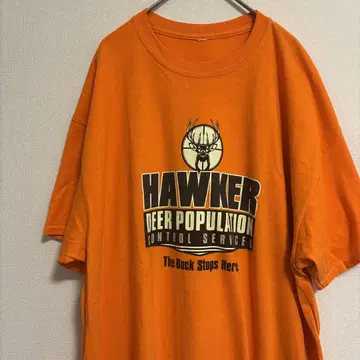 HAWKER
DEER POPULATION
CONTROL SERVICES
The Buck Stops Here